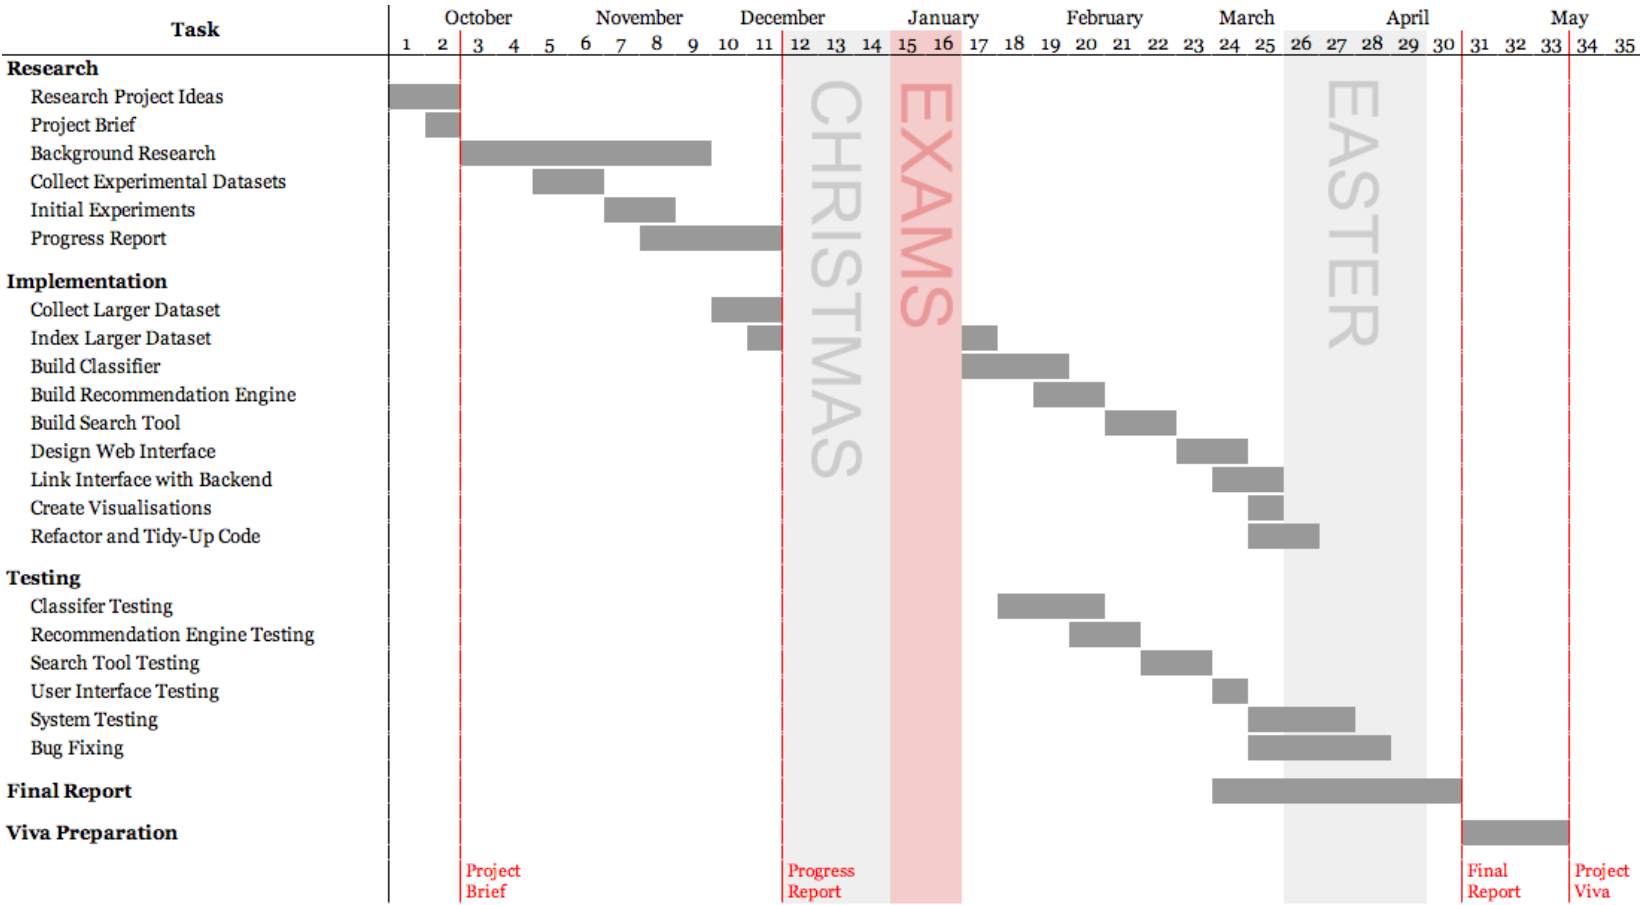 Task
October November December January February March April May
1 2 3 4 5 6 7 8 9 10 11 12 13 14 15 16 17 18 19 20 21 22 23 24 25 26 27 28 29 30 31 32 33 34 35
Research
Research Project Ideas
Project Brief
Background Research
Collect Experimental Datasets
Initial Experiments
Progress Report
Implementation
Collect Larger Dataset
Index Larger Dataset
Build Classifier
Build Recommendation Engine
Build Search Tool
Design Web Interface
Link Interface with Backend
Create Visualisations
Refactor and Tidy-Up Code
Testing
Classifer Testing
Recommendation Engine Testing
Search Tool Testing
User Interface Testing
System Testing
Bug Fixing
Final Report
Viva Preparation
CHRISTMAS
EXAMS
EASTER
Project
Brief
Progress
Report
Final
Report
Project
Viva